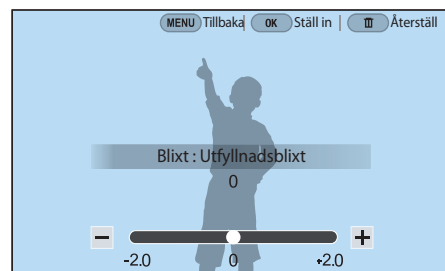 MENU Tillbaka | OK Ställ in | Återställ
Blixt : Utfyllnadsblixt
0
− +
-2.0 0 +2.0